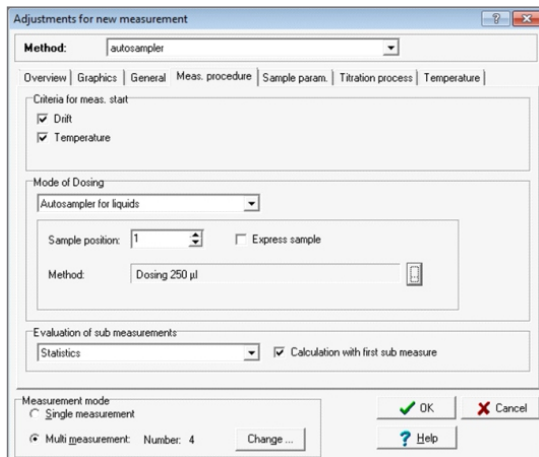 Adjustments for new measurement
Method: autosampler
Overview Graphics General Meas. procedure Sample param. Titration process Temperature
Criteria for meas. start
Drift
Temperature
Mode of Dosing
Autosampler for liquids
Sample position: 1 Express sample
Method: Dosing 250 µl
Evaluation of sub measurements
Statistics Calculation with first sub measure
Measurement mode
Single measurement
Multi measurement: Number: 4 Change ...
OK Cancel
Help